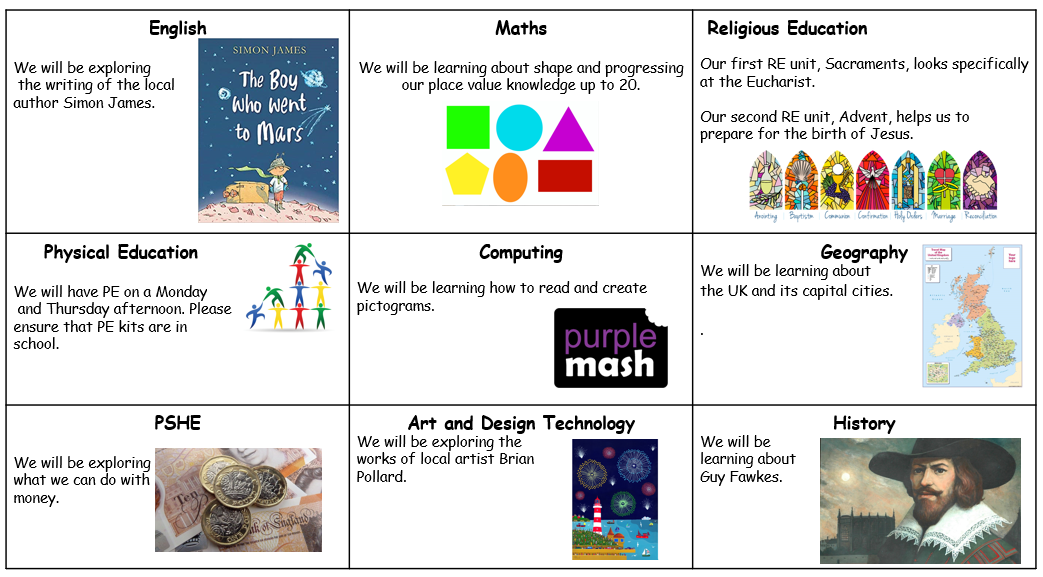 English
We will be exploring
the writing of the local
author Simon James.
SIMON JAMES
The Boy
Who went
to Mars
Maths
We will be learning about shape and progressing
our place value knowledge up to 20.
Religious Education
Our first RE unit, Sacraments, looks specifically
at the Eucharist.
Our second RE unit, Advent, helps us to
prepare for the birth of Jesus.
Anointing Baptism Communion Confirmation Holy Orders Marriage Reconciliation
Physical Education
We will have PE on a Monday
and Thursday afternoon. Please
ensure that PE kits are in
school.
Computing
We will be learning how to read and create
pictograms.
purple
mash
Geography
We will be learning about
the UK and its capital cities.
.
PSHE
We will be exploring
what we can do with
money.
Ten
Bank of England
Art and Design Technology
We will be exploring the
works of local artist Brian
Pollard.
History
We will be
learning about
Guy Fawkes.